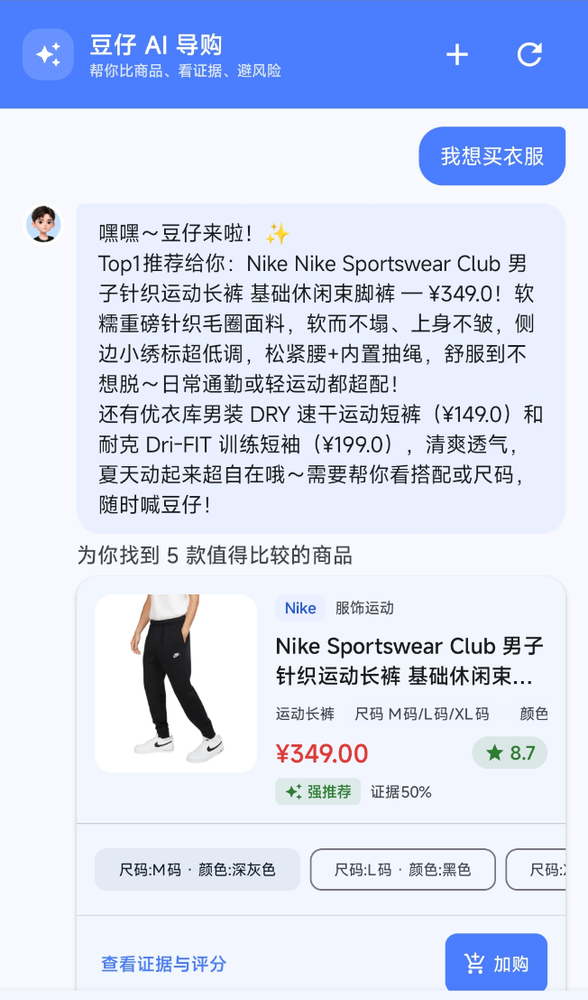 豆仔 AI 导购
帮你比商品、看证据、避风险
我想买衣服
嘿嘿～豆仔来啦！✨
Top1推荐给你：Nike Nike Sportswear Club 男
子针织运动长裤 基础休闲束脚裤 — ¥349.0！软
糯重磅针织毛圈面料，软而不塌、上身不皱，侧
边小绣标超低调，松紧腰+内置抽绳，舒服到不
想脱～日常通勤或轻运动都超配！
还有优衣库男装 DRY 速干运动短裤（¥149.0）和
耐克 Dri-FIT 训练短袖（¥199.0），清爽透气，
夏天动起来超自在哦～需要帮你看搭配或尺码，
随时喊豆仔！
为你找到 5 款值得比较的商品
Nike 服饰运动
Nike Sportswear Club 男子
针织运动长裤 基础休闲束...
运动长裤 尺码 M码/L码/XL码 颜色
¥349.00 ★ 8.7
强推荐 证据50%
尺码:M码 · 颜色:深灰色 尺码:L码 · 颜色:黑色 尺码:
查看证据与评分 加购